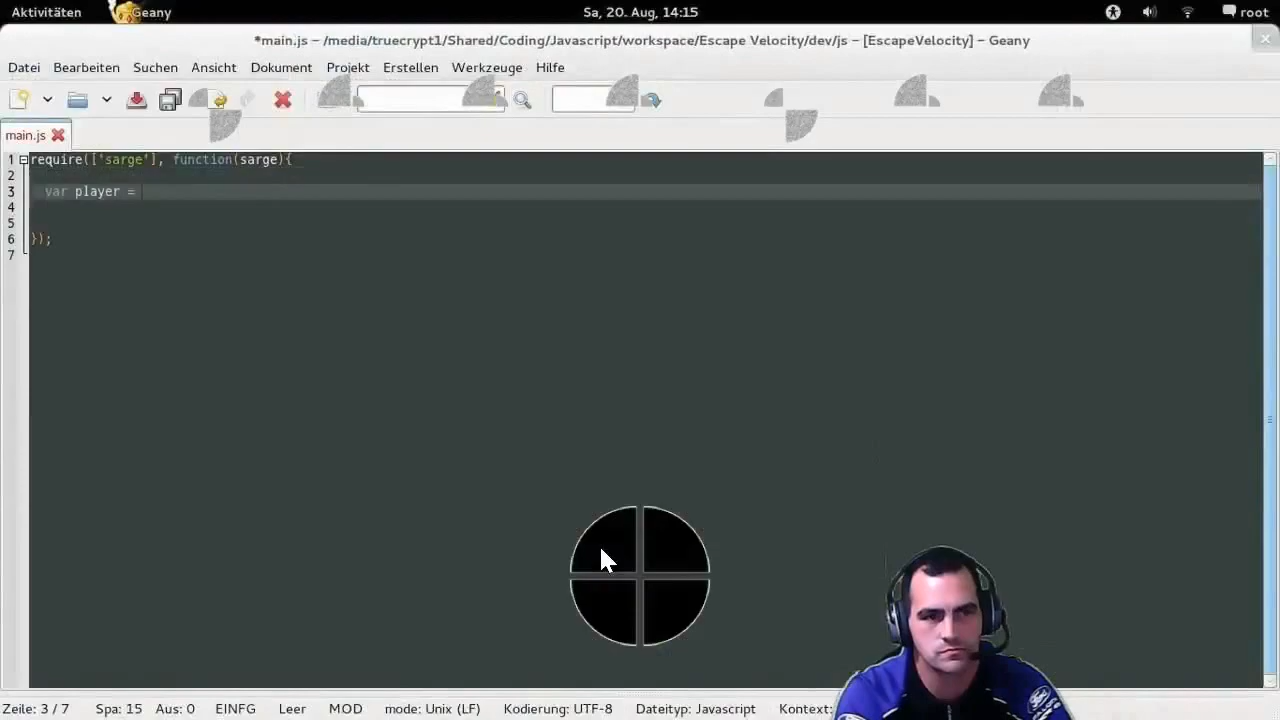 Aktivitäten Geany Sa, 20. Aug, 14:15 root
*main.js – /media/truecrypt1/Shared/Coding/Javascript/workspace/Escape Velocity/dev/js – [EscapeVelocity] – Geany
Datei Bearbeiten Suchen Ansicht Dokument Projekt Erstellen Werkzeuge Hilfe
main.js
1 require(['sarge'], function(sarge){
2
3 var player =
4
5
6 });
7
Ford
Zeile: 3 / 7 Spa: 15 Aus: 0 EINFG Leer MOD mode: Unix (LF) Kodierung: UTF-8 Dateityp: Javascript Kontext: